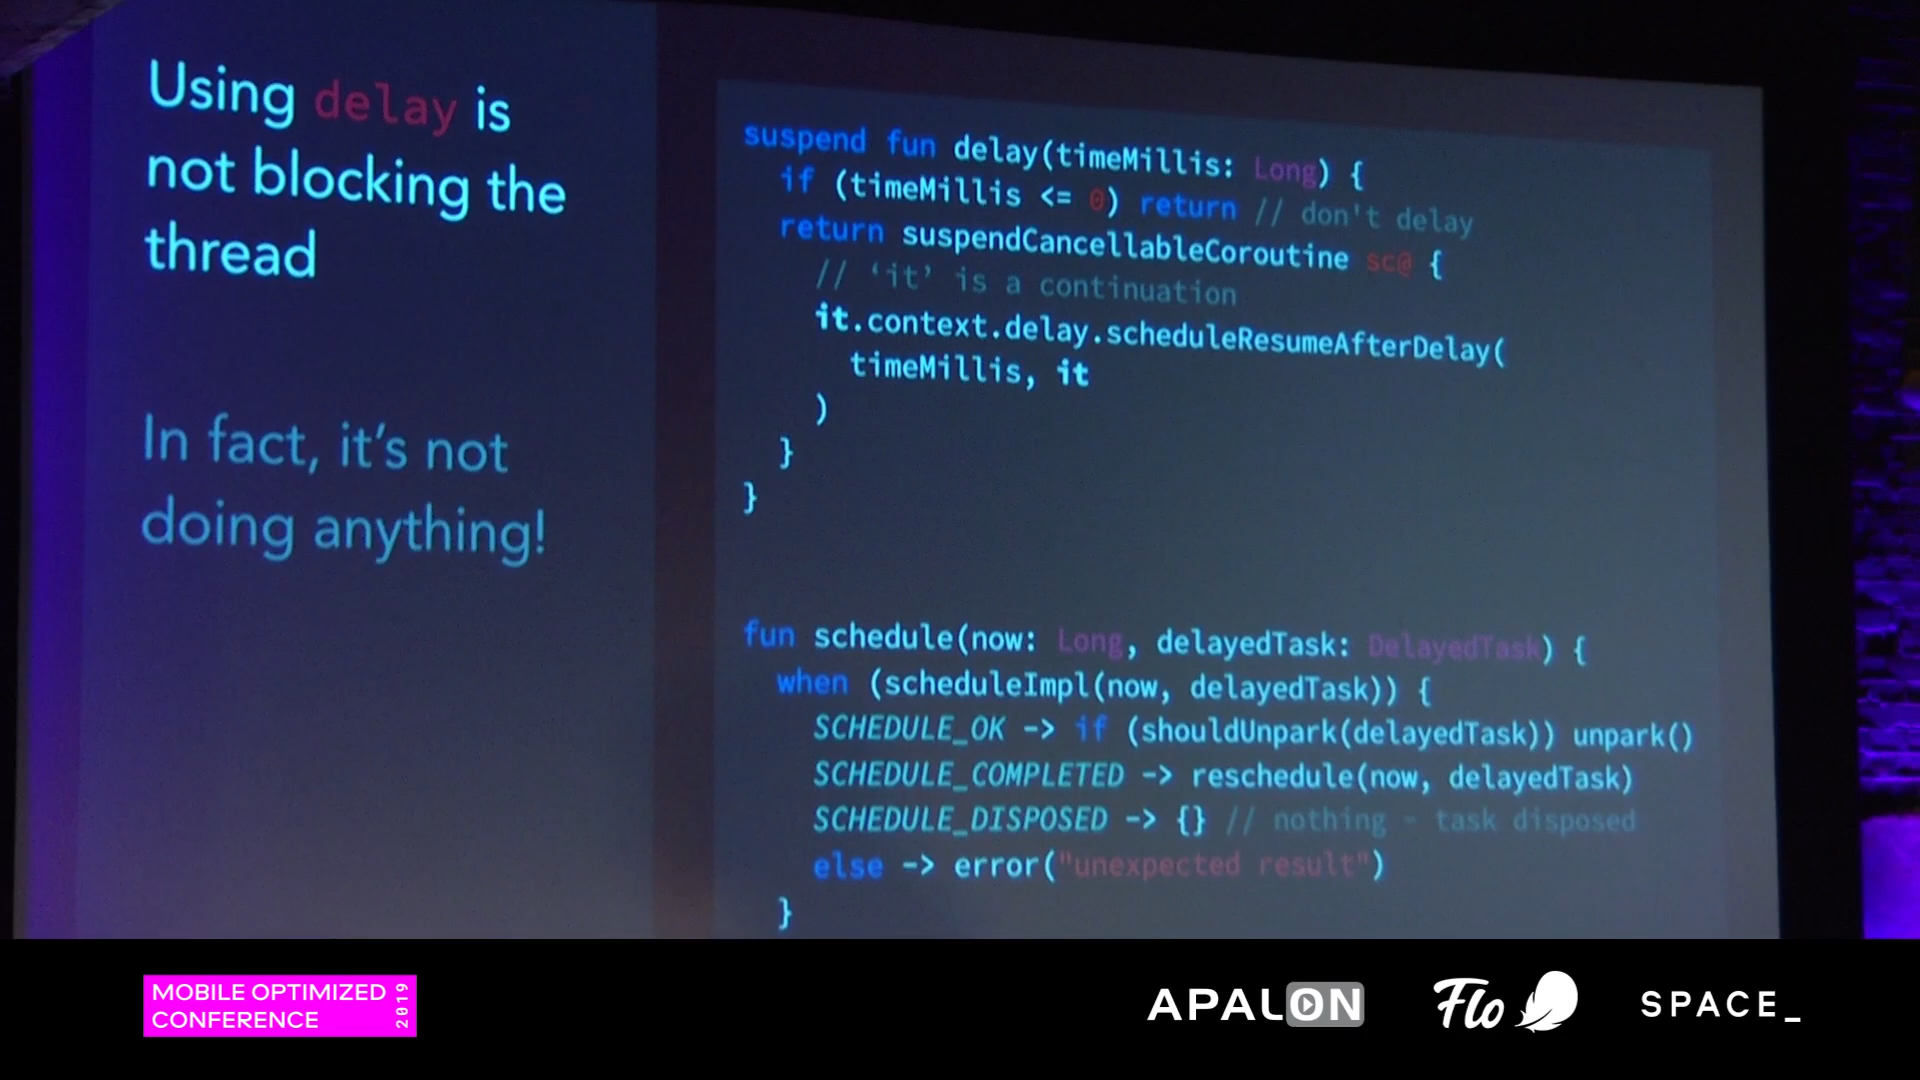 Using delay is
not blocking the
thread
In fact, it's not
doing anything!
suspend fun delay(timeMillis: Long) {
if (timeMillis <= 0) return // don't delay
return suspendCancellableCoroutine sc@ {
// ‘it’ is a continuation
it.context.delay.scheduleResumeAfterDelay(
timeMillis, it
)
}
}
fun schedule(now: Long, delayedTask: DelayedTask) {
when (scheduleImpl(now, delayedTask)) {
SCHEDULE_OK -> if (shouldUnpark(delayedTask)) unpark()
SCHEDULE_COMPLETED -> reschedule(now, delayedTask)
SCHEDULE_DISPOSED -> {} // nothing - task disposed
else -> error("unexpected result")
}
MOBILE OPTIMIZED
CONFERENCE
2019
APALON
Flo
SPACE_